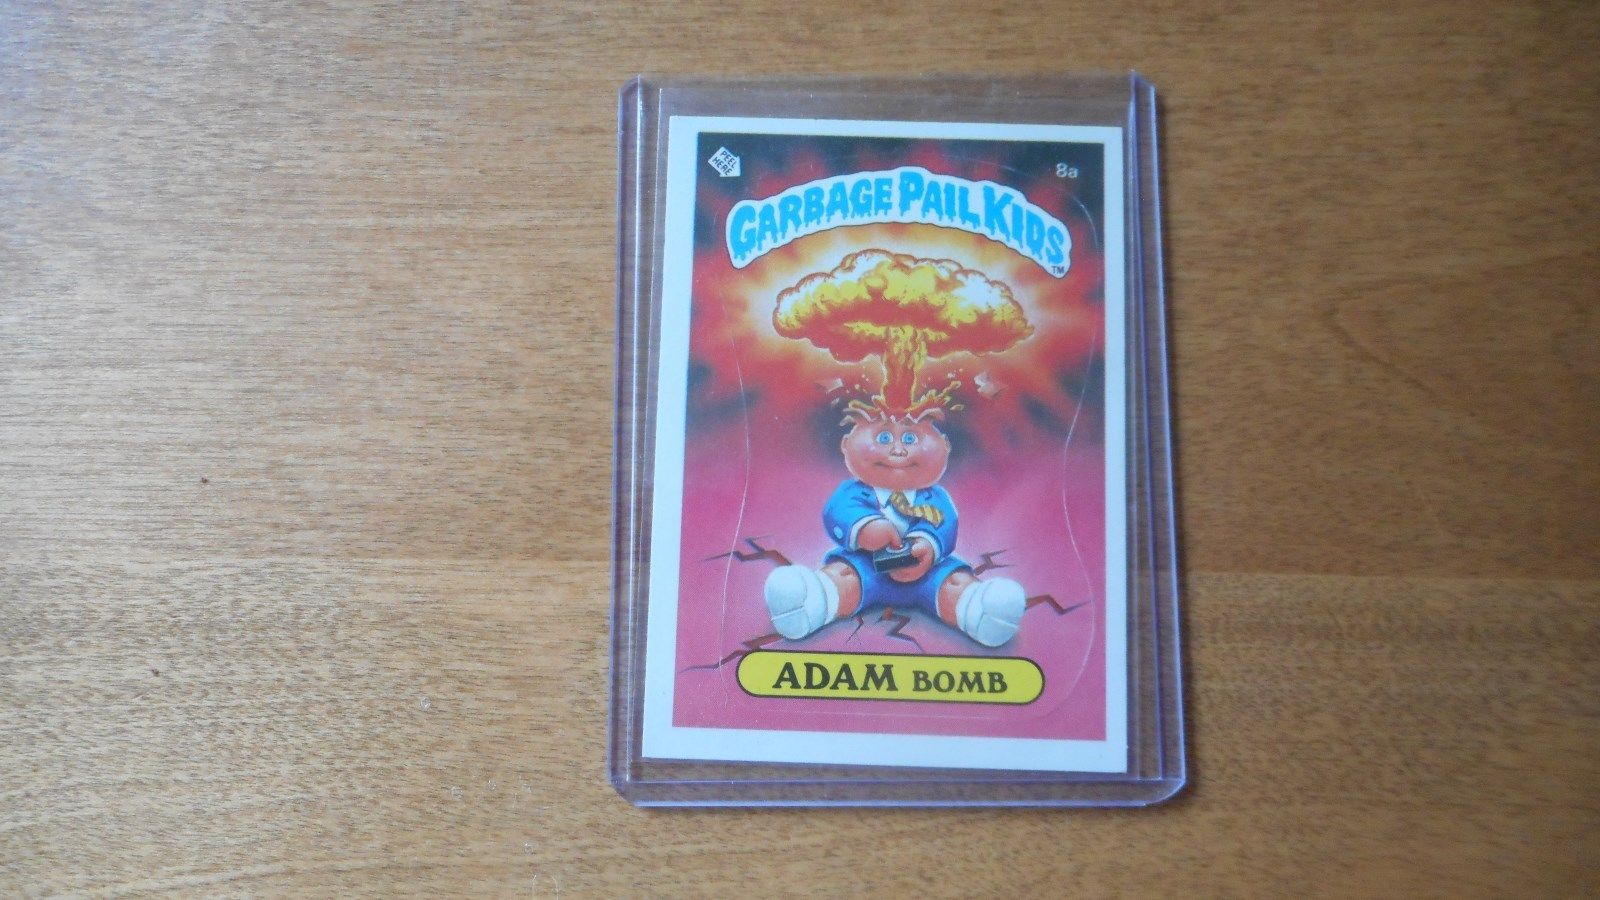 PEEL
HERE
8a
GARBAGE PAIL KIDS
TM
ADAM BOMB